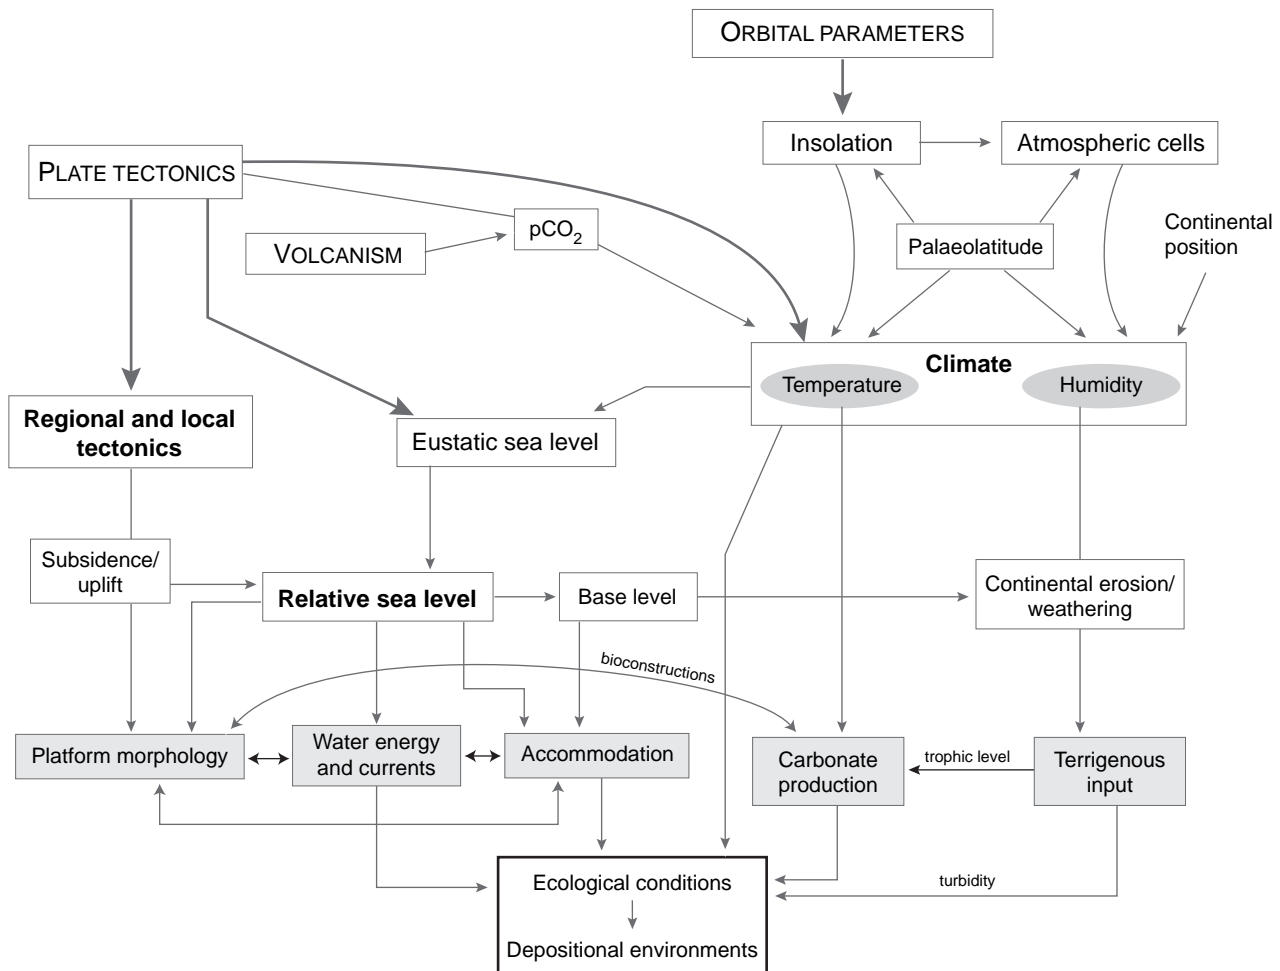 ORBITAL PARAMETERS
Insolation
Atmospheric cells
PLATE TECTONICS
pCO₂
VOLCANISM
Palaeolatitude
Continental
position
Climate
Temperature
Humidity
Regional and local
tectonics
Eustatic sea level
Subsidence/
uplift
Relative sea level
Base level
Continental erosion/
weathering
bioconstructions
Platform morphology
Water energy
and currents
Accommodation
Carbonate
production
trophic level
Terrigenous
input
Ecological conditions
turbidity
Depositional environments